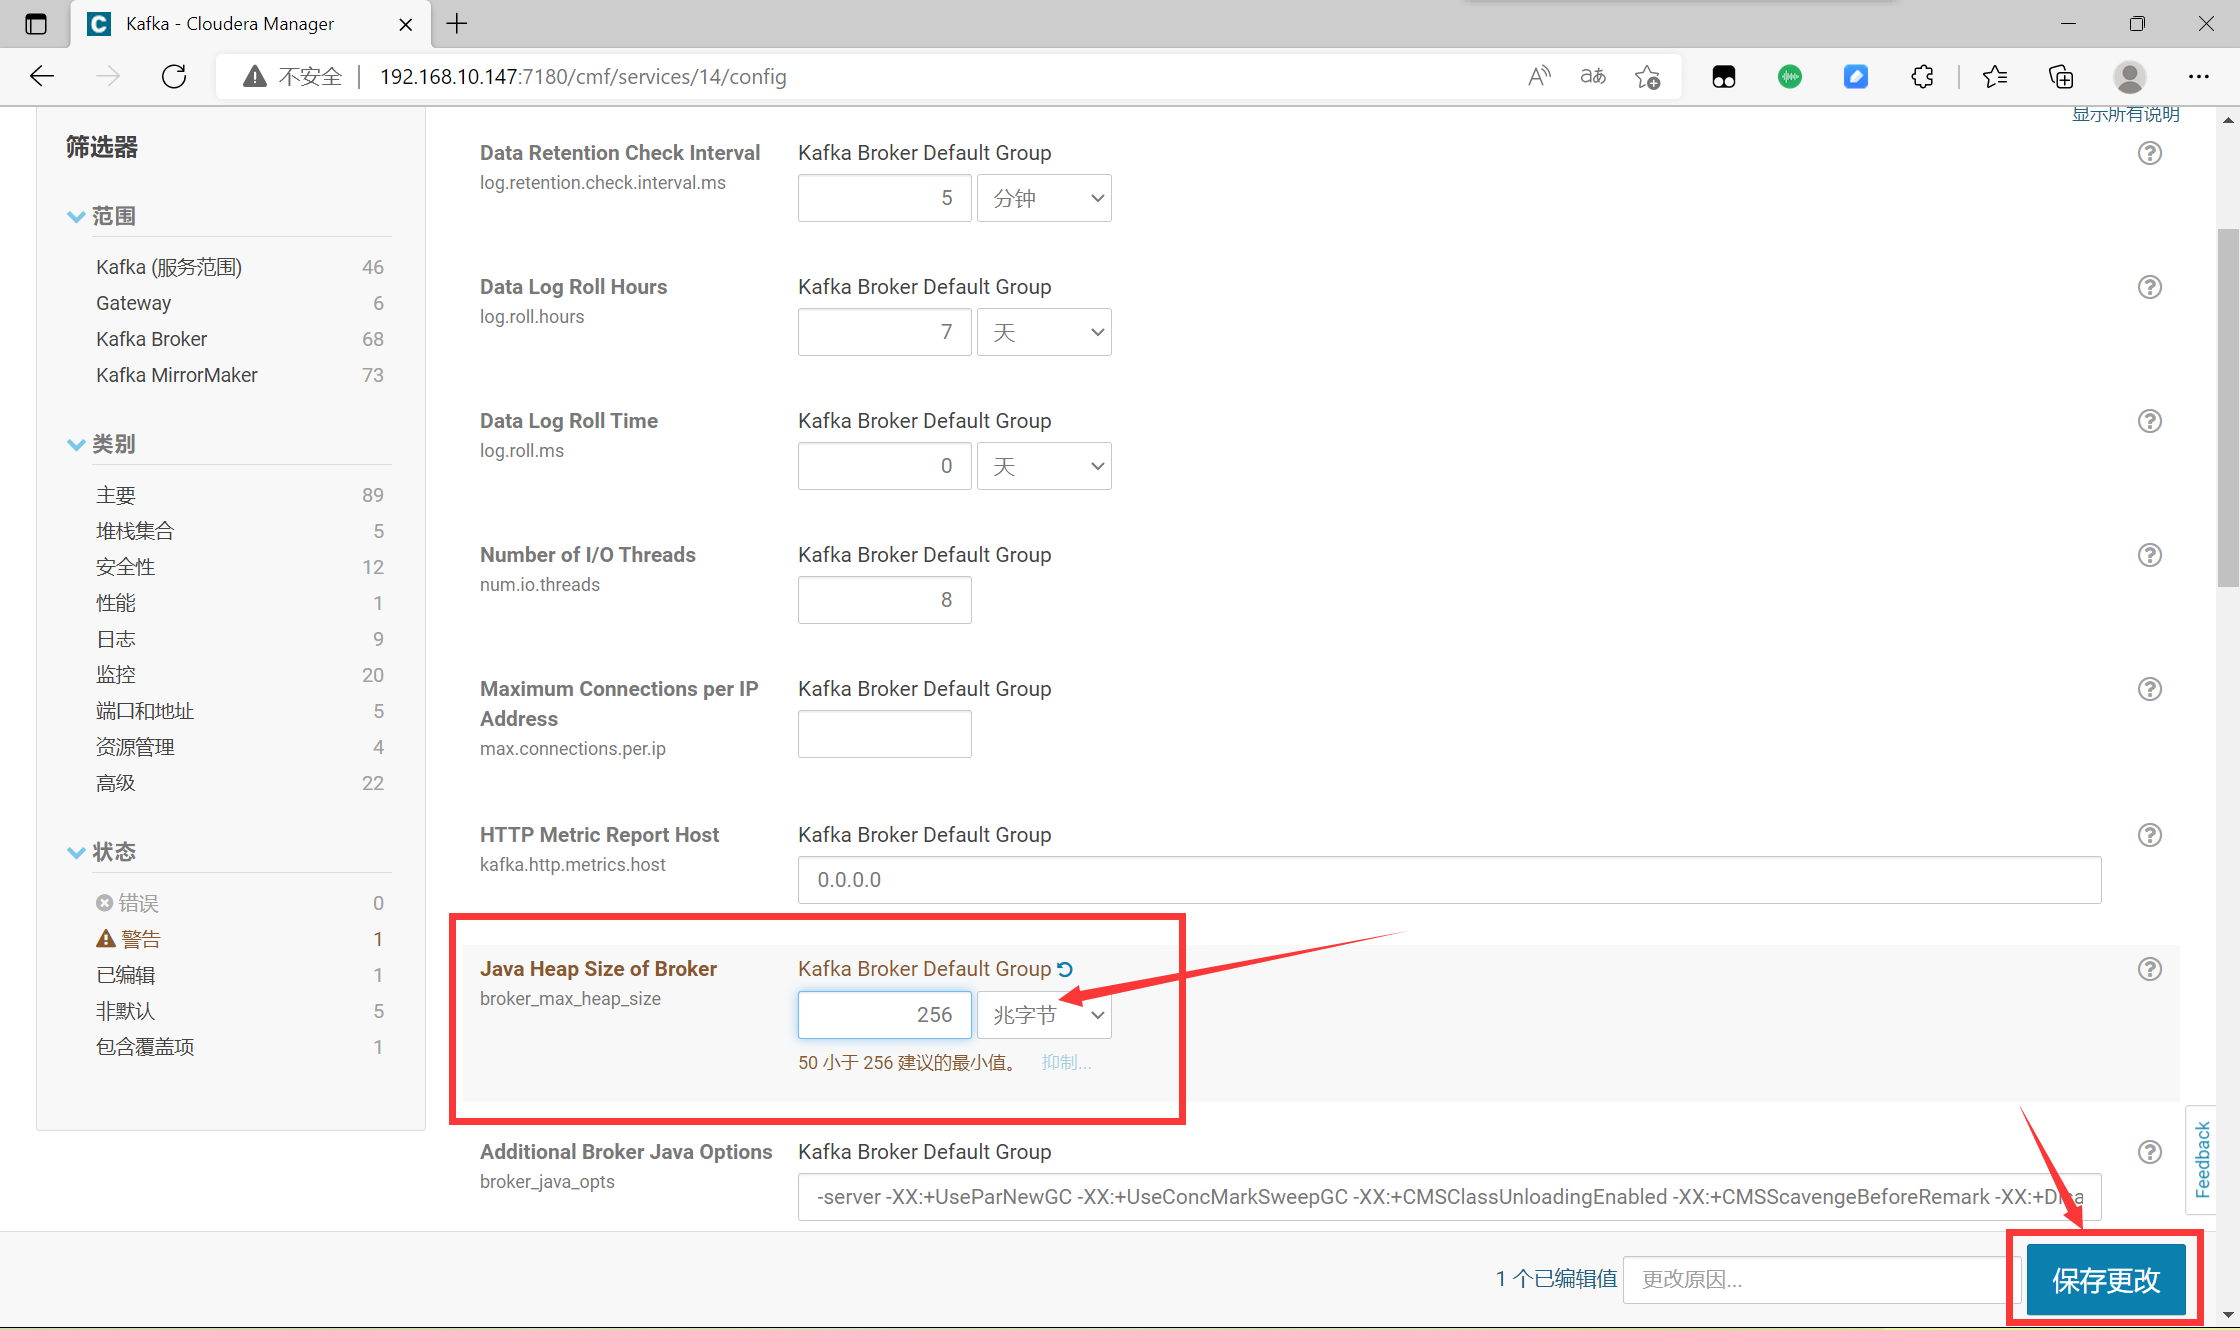 Kafka - Cloudera Manager
不安全 192.168.10.147:7180/cmf/services/14/config
显示所有说明
筛选器
范围
Kafka (服务范围) 46
Gateway 6
Kafka Broker 68
Kafka MirrorMaker 73
类别
主要 89
堆栈集合 5
安全性 12
性能 1
日志 9
监控 20
端口和地址 5
资源管理 4
高级 22
状态
错误 0
警告 1
已编辑 1
非默认 5
包含覆盖项 1
Data Retention Check Interval Kafka Broker Default Group
log.retention.check.interval.ms
5 分钟
Data Log Roll Hours Kafka Broker Default Group
log.roll.hours
7 天
Data Log Roll Time Kafka Broker Default Group
log.roll.ms
0 天
Number of I/O Threads Kafka Broker Default Group
num.io.threads
8
Maximum Connections per IP Kafka Broker Default Group
Address
max.connections.per.ip
HTTP Metric Report Host Kafka Broker Default Group
kafka.http.metrics.host
0.0.0.0
Java Heap Size of Broker Kafka Broker Default Group
broker_max_heap_size
256 兆字节
50 小于 256 建议的最小值。 抑制...
Additional Broker Java Options Kafka Broker Default Group
broker_java_opts
-server -XX:+UseParNewGC -XX:+UseConcMarkSweepGC -XX:+CMSClassUnloadingEnabled -XX:+CMSScavengeBeforeRemark -XX:+Disa
Feedback
1 个已编辑值 更改原因... 保存更改